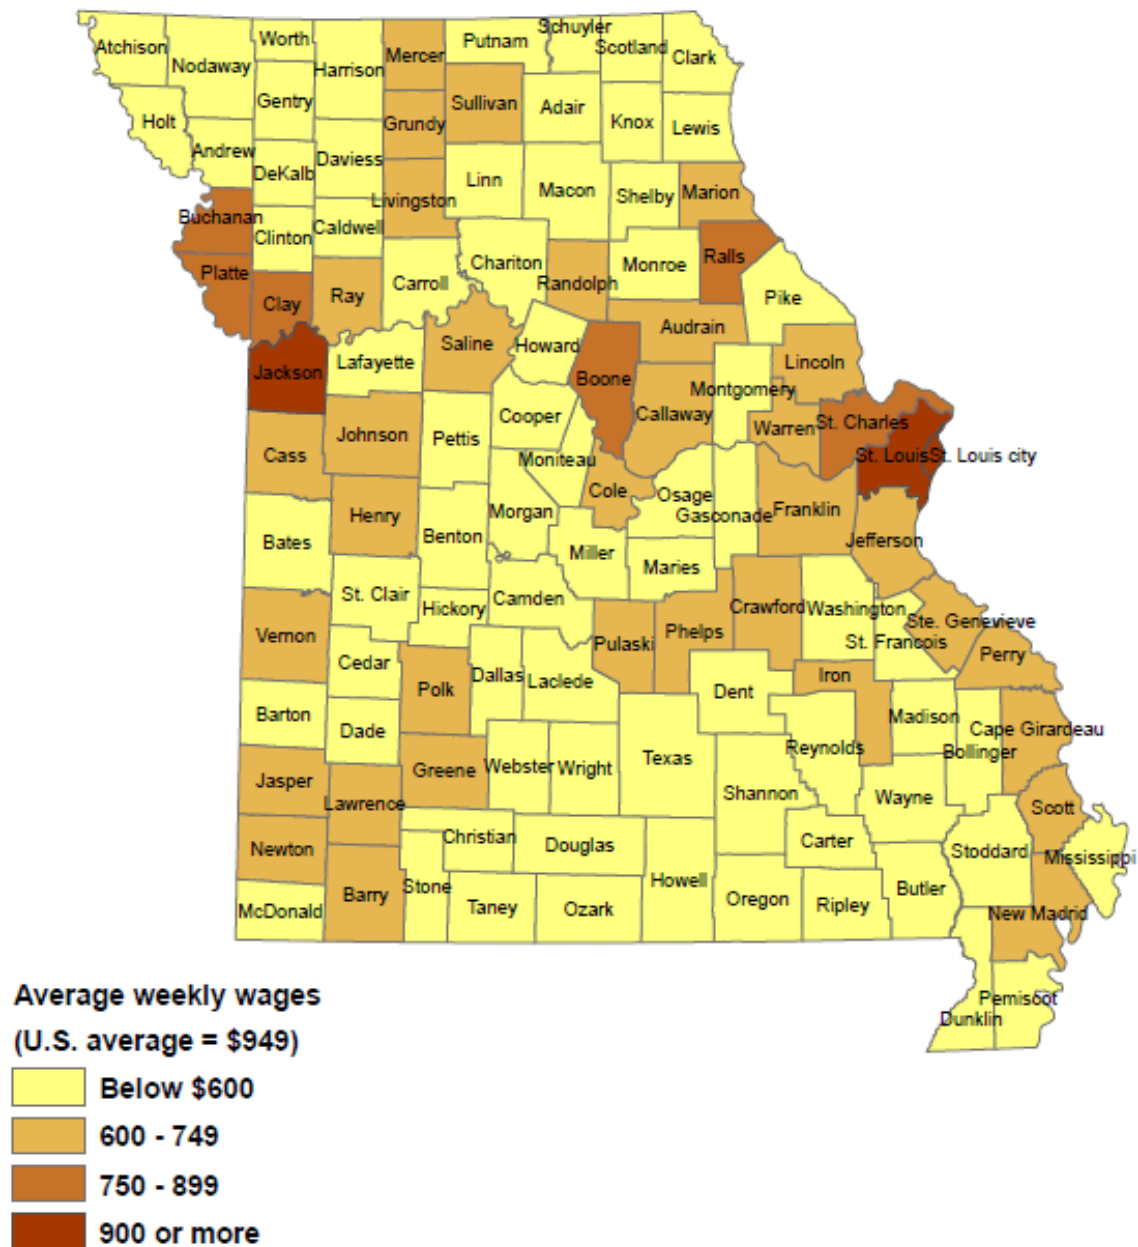 Atchison
Nodaway
Worth
Harrison
Mercer
Putnam
Schuyler
Scotland
Clark
Holt
Gentry
Grundy
Sullivan
Adair
Knox
Lewis
Andrew
DeKalb
Daviess
Livingston
Linn
Macon
Shelby
Marion
Buchanan
Clinton
Caldwell
Platte
Clay
Ray
Carroll
Chariton
Randolph
Monroe
Ralls
Pike
Jackson
Lafayette
Saline
Howard
Boone
Audrain
Callaway
Montgomery
Lincoln
Warren
St. Charles
St. Louis
St. Louis city
Cass
Johnson
Pettis
Cooper
Moniteau
Cole
Osage
Gasconade
Franklin
Jefferson
Bates
Henry
Benton
Morgan
Miller
Maries
St. Clair
Hickory
Camden
Pulaski
Phelps
Crawford
Washington
St. Francois
Ste. Genevieve
Perry
Vernon
Cedar
Polk
Dallas
Laclede
Dent
Iron
Madison
Bollinger
Cape Girardeau
Barton
Dade
Greene
Webster
Wright
Texas
Reynolds
Shannon
Wayne
Scott
Jasper
Lawrence
Christian
Douglas
Carter
Stoddard
Mississippi
Newton
Barry
Stone
Taney
Ozark
Howell
Oregon
Ripley
Butler
New Madrid
McDonald
Pemiscot
Dunklin
Average weekly wages
(U.S. average = $949)
Below $600
600 - 749
750 - 899
900 or more